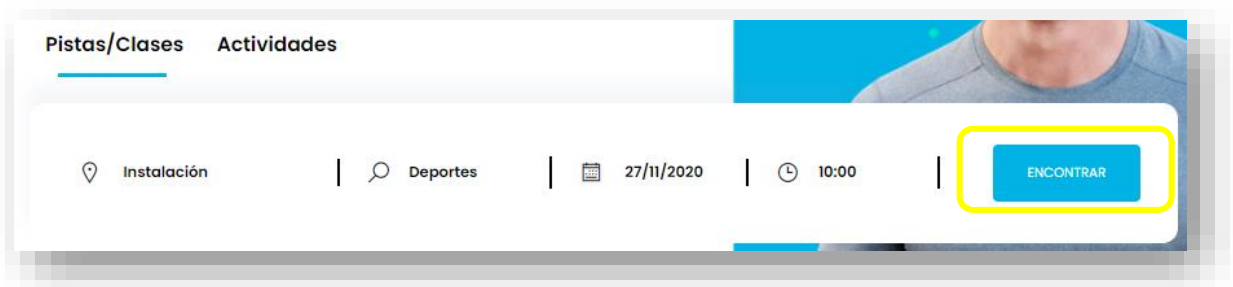 Pistas/Clases Actividades
Instalación Deportes 27/11/2020 10:00 ENCONTRAR